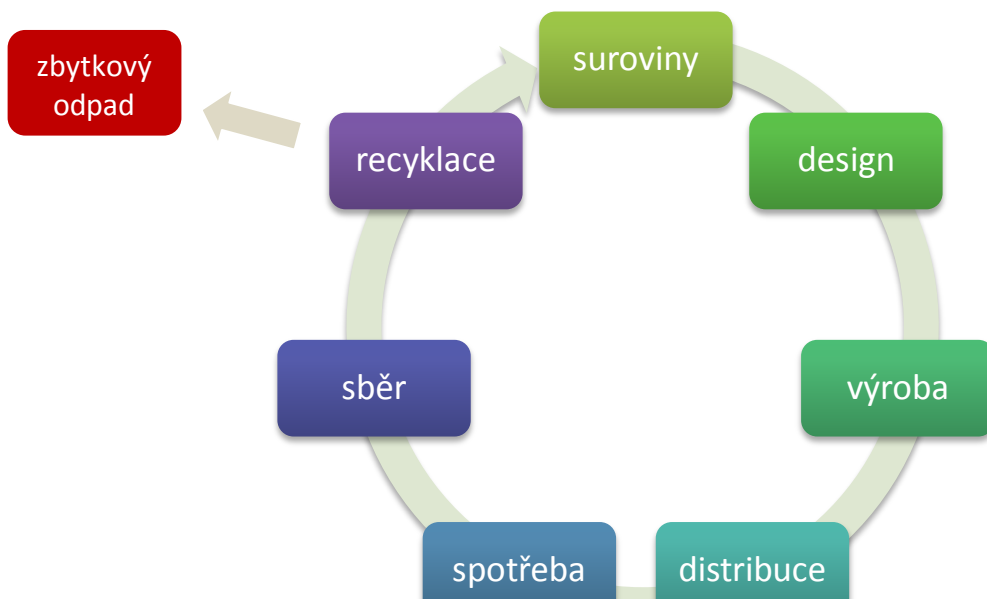 zbytkový
odpad
suroviny
recyklace
design
sběr
výroba
spotřeba
distribuce